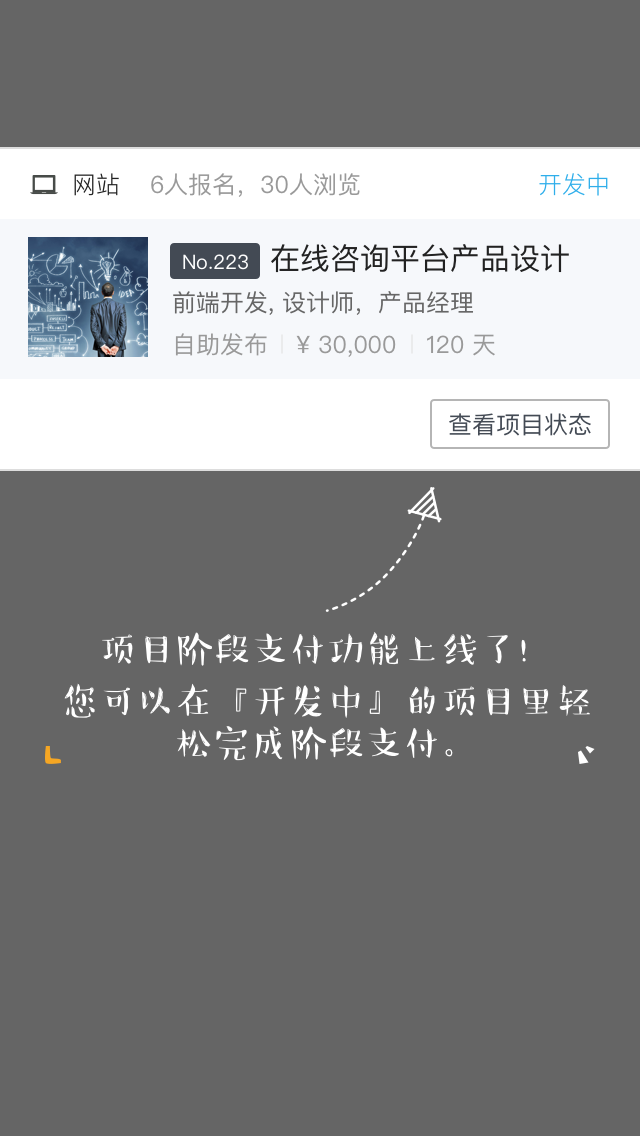 网站 6人报名，30人浏览 开发中
No.223 在线咨询平台产品设计
前端开发, 设计师，产品经理
自助发布 ¥ 30,000 120 天
查看项目状态
项目阶段支付功能上线了!
您可以在『开发中』的项目里轻
松完成阶段支付。